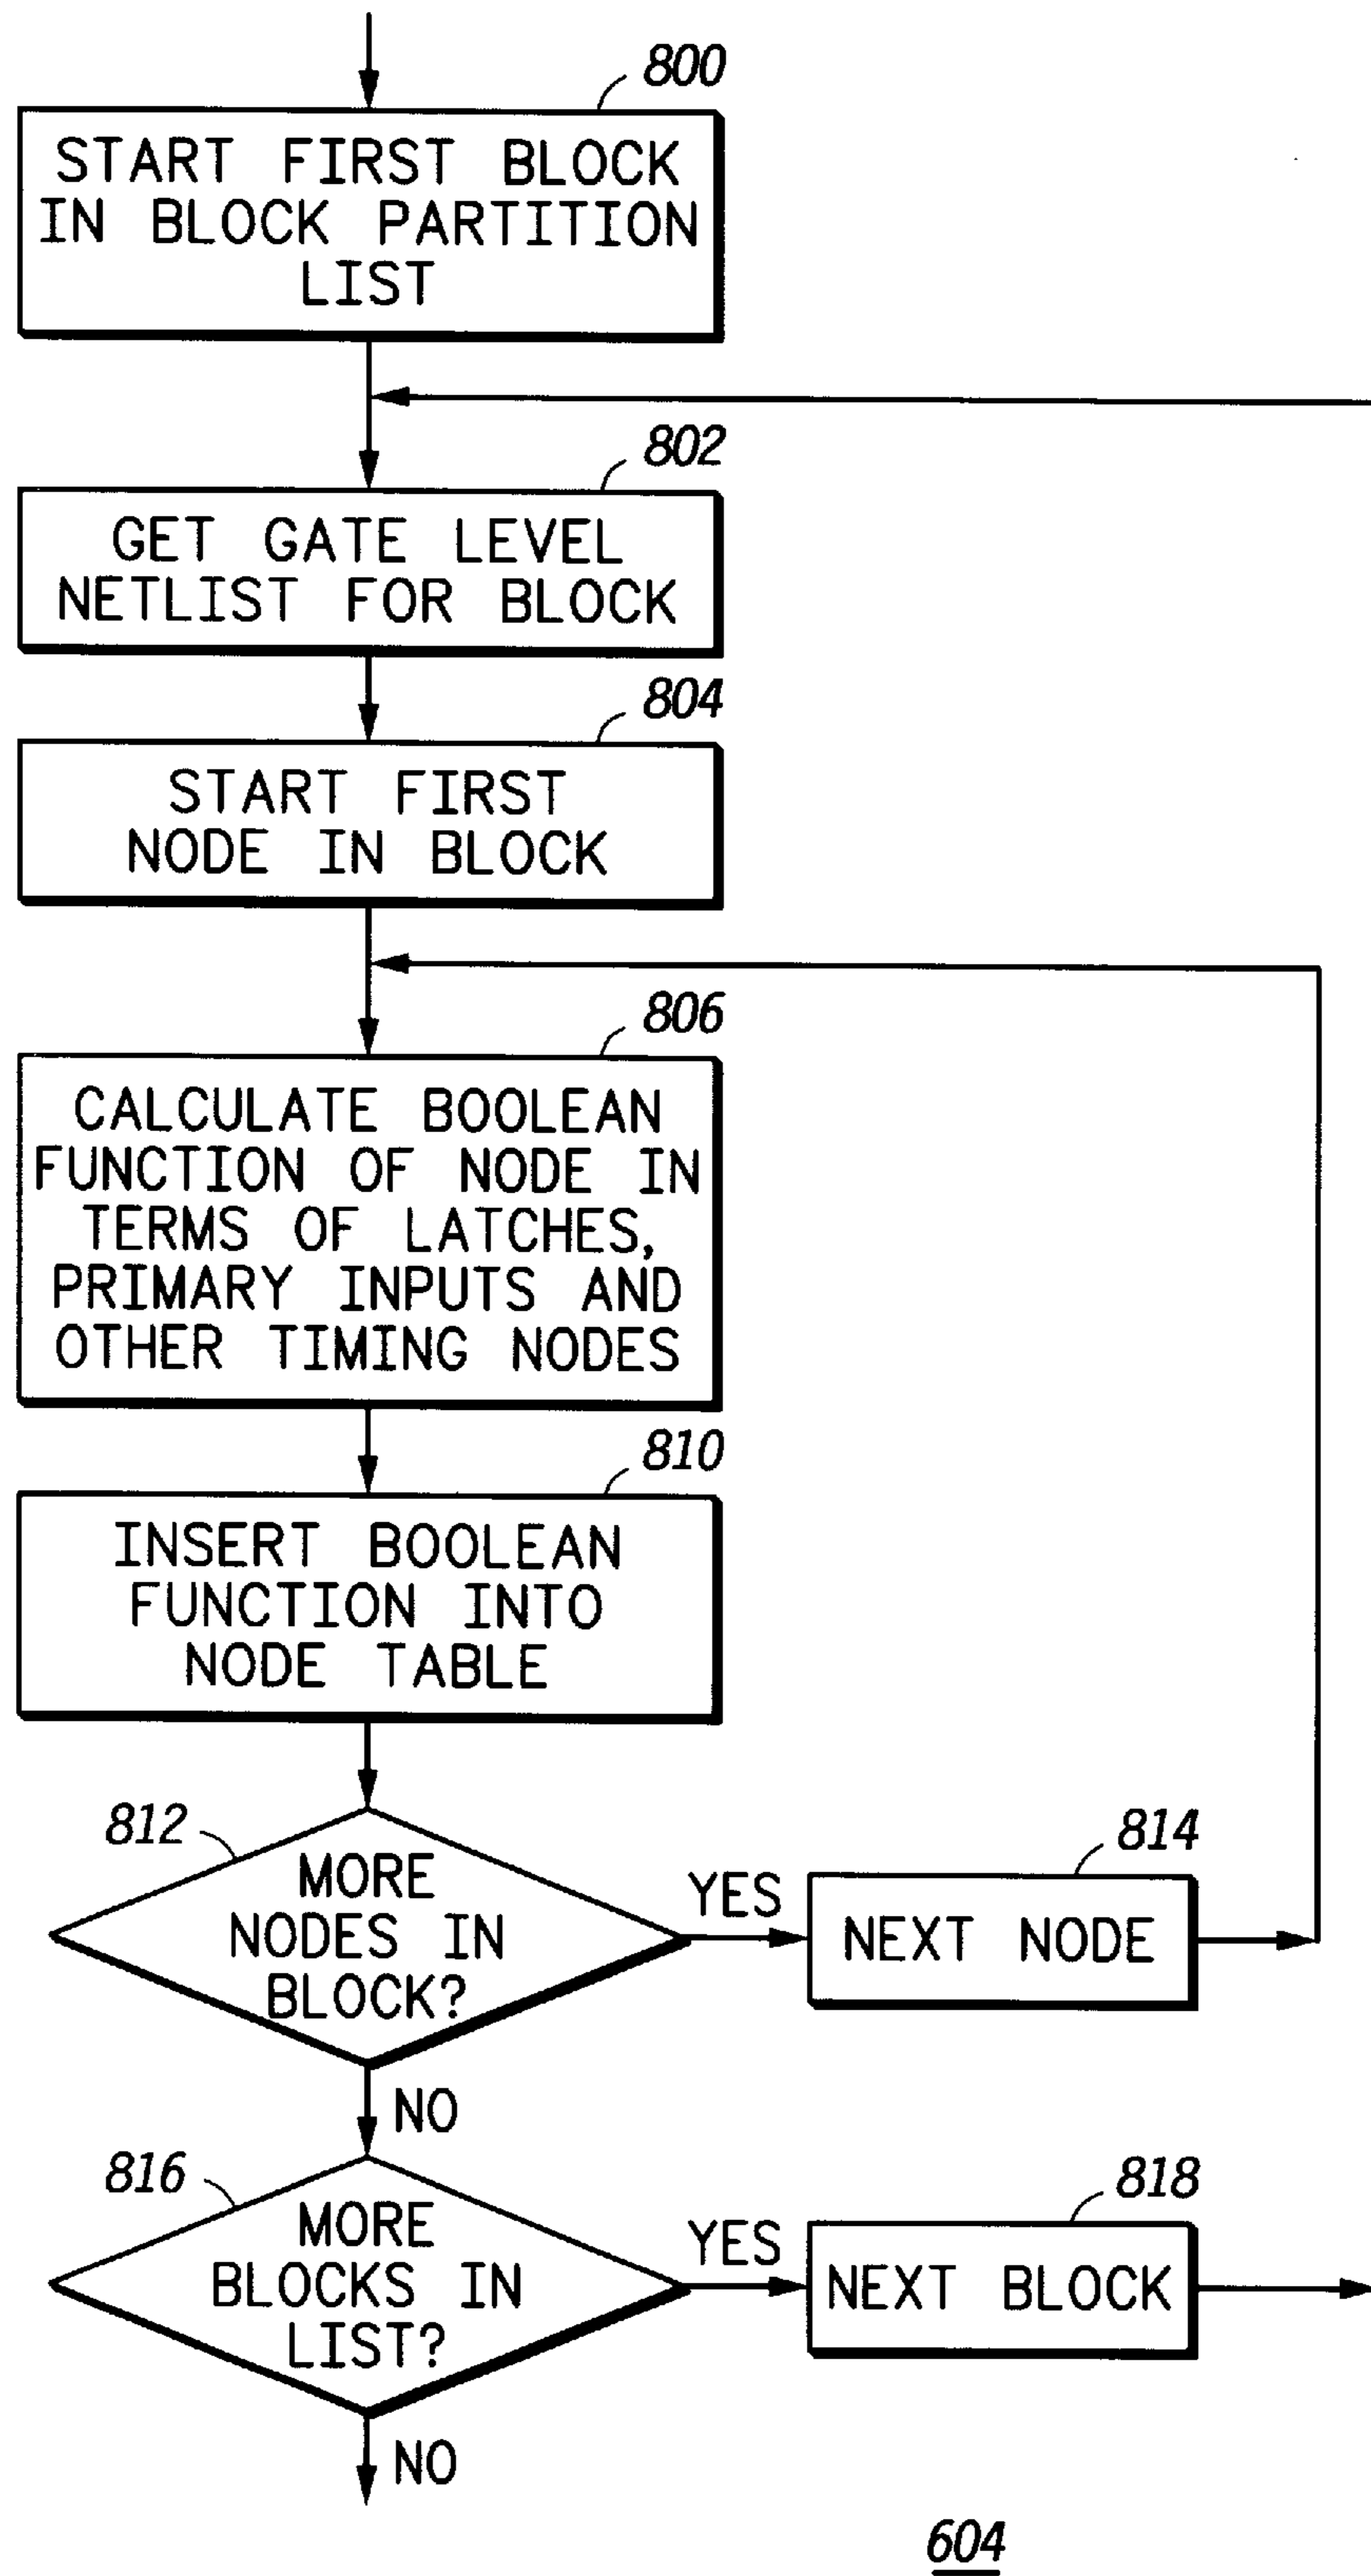 800
START FIRST BLOCK
IN BLOCK PARTITION
LIST
802
GET GATE LEVEL
NETLIST FOR BLOCK
804
START FIRST
NODE IN BLOCK
806
CALCULATE BOOLEAN
FUNCTION OF NODE IN
TERMS OF LATCHES,
PRIMARY INPUTS AND
OTHER TIMING NODES
810
INSERT BOOLEAN
FUNCTION INTO
NODE TABLE
812
MORE
NODES IN
BLOCK?
YES
814
NEXT NODE
NO
816
MORE
BLOCKS IN
LIST?
YES
818
NEXT BLOCK
NO
604